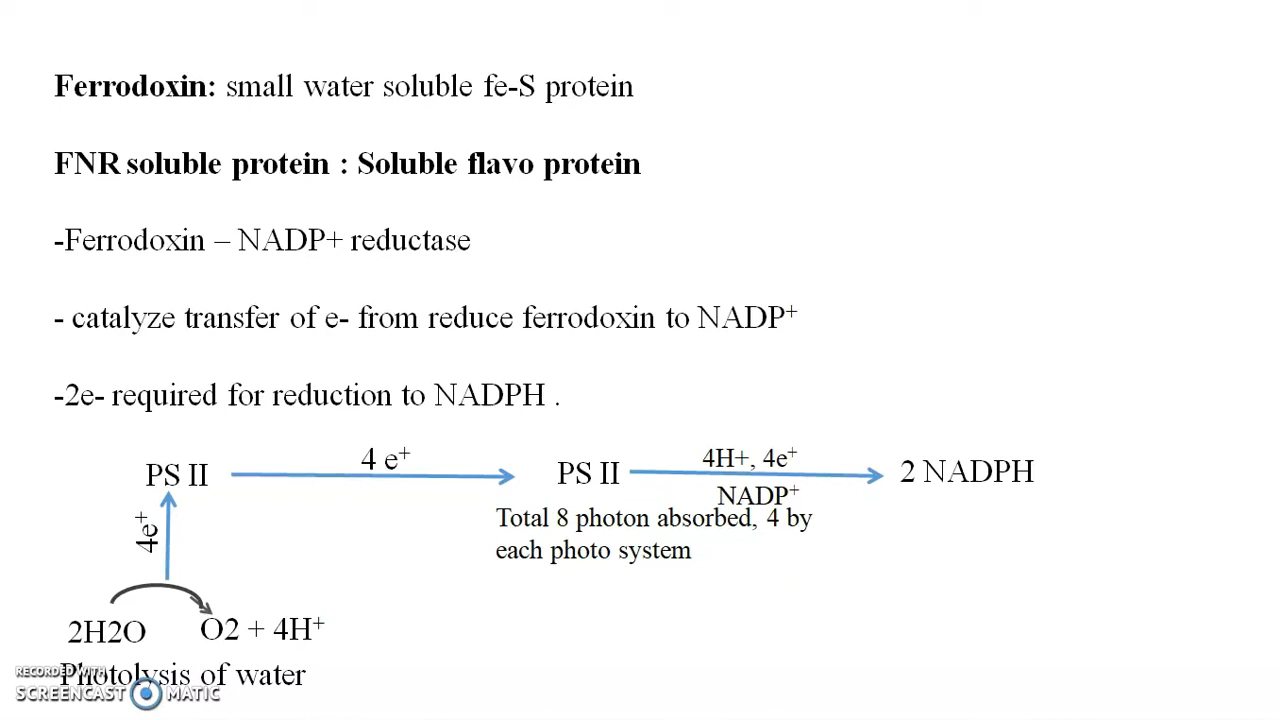 Ferrodoxin: small water soluble fe-S protein
FNR soluble protein : Soluble flavo protein
-Ferrodoxin – NADP+ reductase
- catalyze transfer of e- from reduce ferrodoxin to NADP⁺
-2e- required for reduction to NADPH .
4 e⁺
4H+, 4e⁺
PS II
PS II
2 NADPH
NADP⁺
4e⁺
Total 8 photon absorbed, 4 by
each photo system
2H2O
O2 + 4H⁺
Photolysis of water
RECORDED WITH
SCREENCAST MATIC